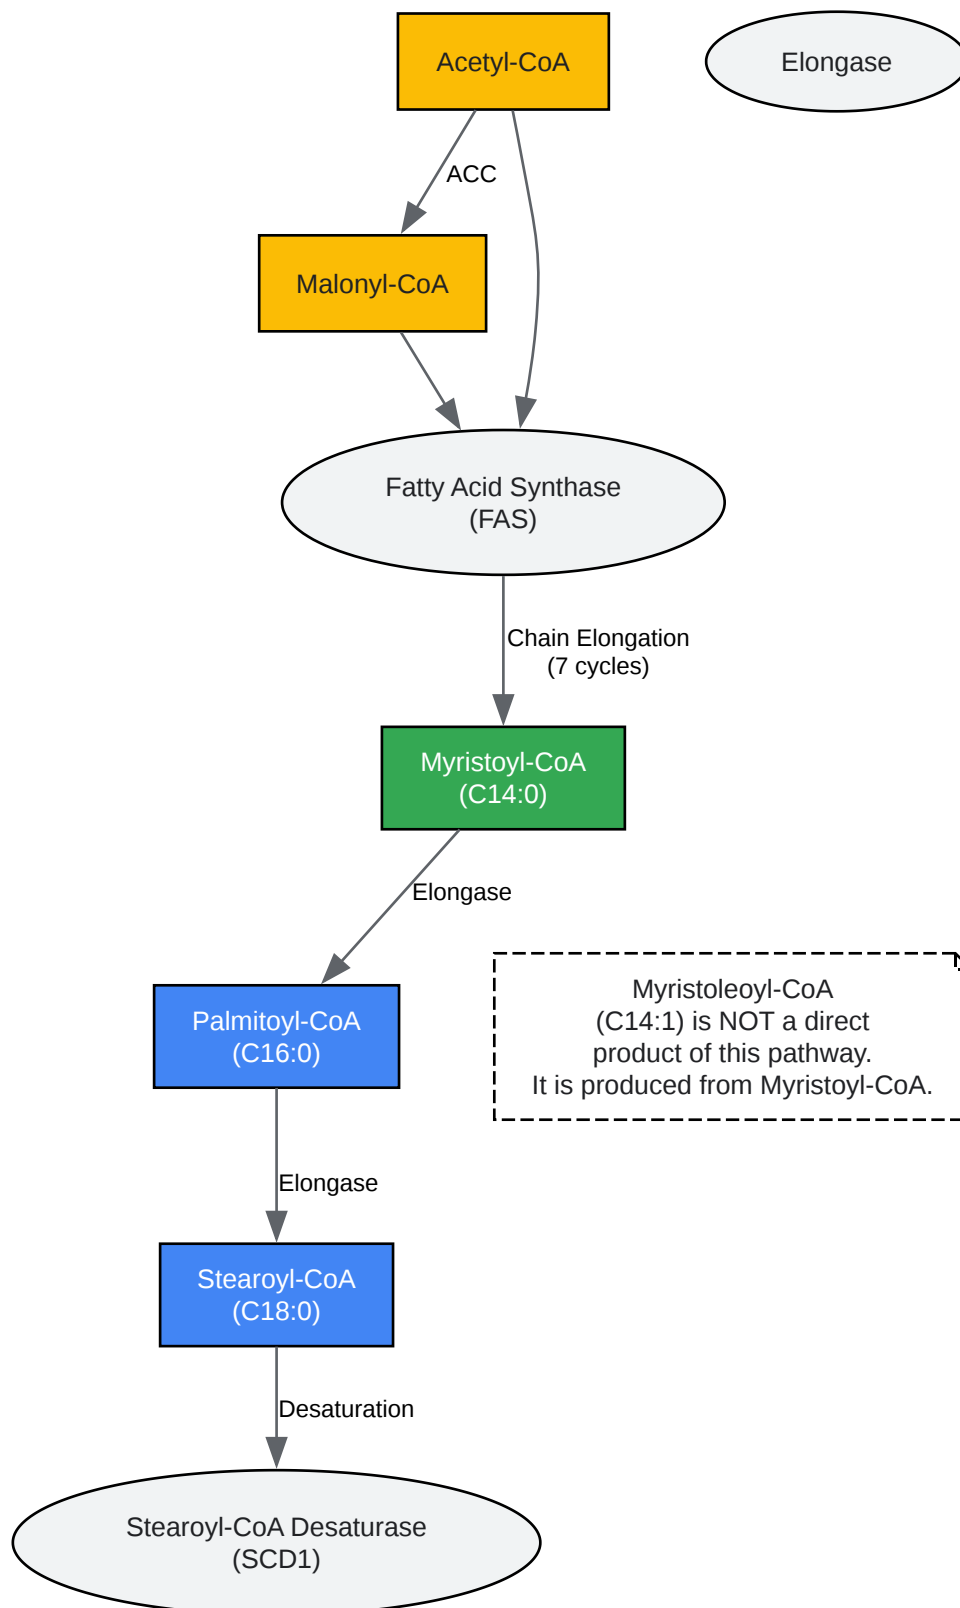 Acetyl-CoA
Elongase
ACC
Malonyl-CoA
Fatty Acid Synthase
(FAS)
Chain Elongation
(7 cycles)
Myristoyl-CoA
(C14:0)
Elongase
Palmitoyl-CoA
(C16:0)
Myristoleoyl-CoA
(C14:1) is NOT a direct
product of this pathway.
It is produced from Myristoyl-CoA.
Elongase
Stearoyl-CoA
(C18:0)
Desaturation
Stearoyl-CoA Desaturase
(SCD1)